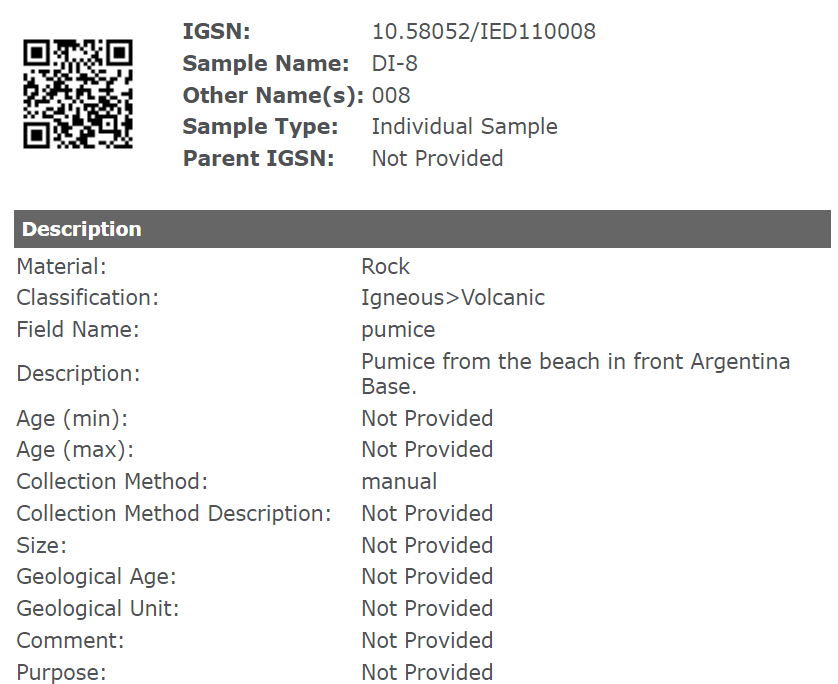 IGSN: 10.58052/IED110008
Sample Name: DI-8
Other Name(s): 008
Sample Type: Individual Sample
Parent IGSN: Not Provided
Description
Material: Rock
Classification: Igneous>Volcanic
Field Name: pumice
Description: Pumice from the beach in front Argentina
Base.
Age (min): Not Provided
Age (max): Not Provided
Collection Method: manual
Collection Method Description: Not Provided
Size: Not Provided
Geological Age: Not Provided
Geological Unit: Not Provided
Comment: Not Provided
Purpose: Not Provided